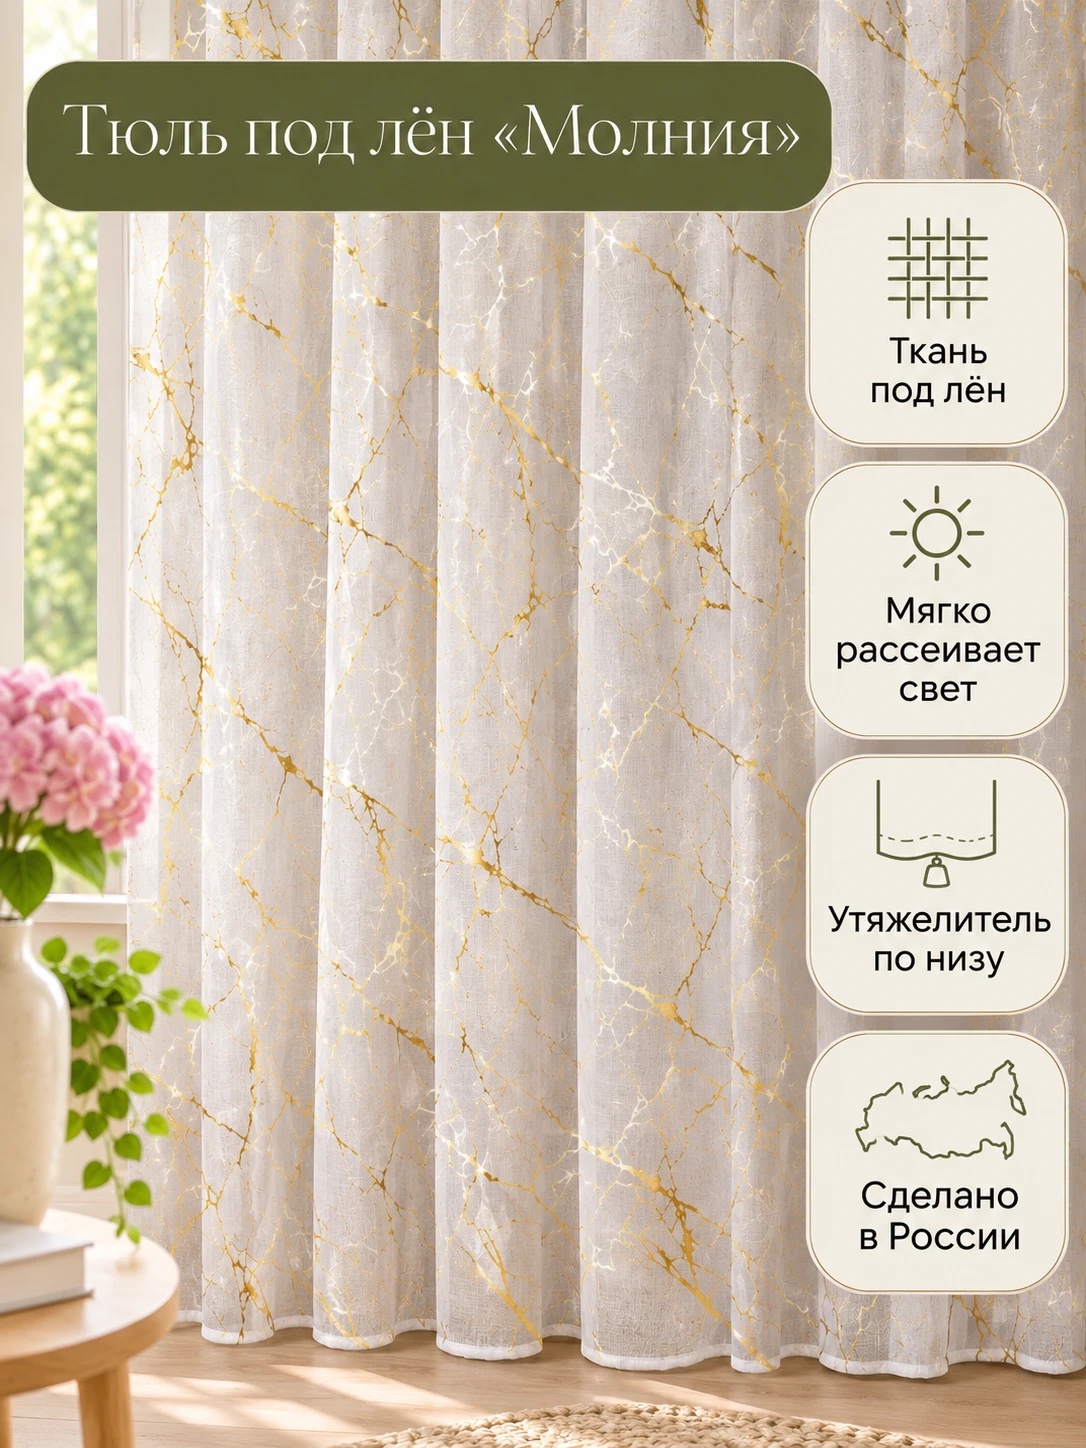 Тюль под лён «Молния»
Ткань
под лён
Мягко
рассеивает
свет
Утяжелитель
по низу
Сделано
в России